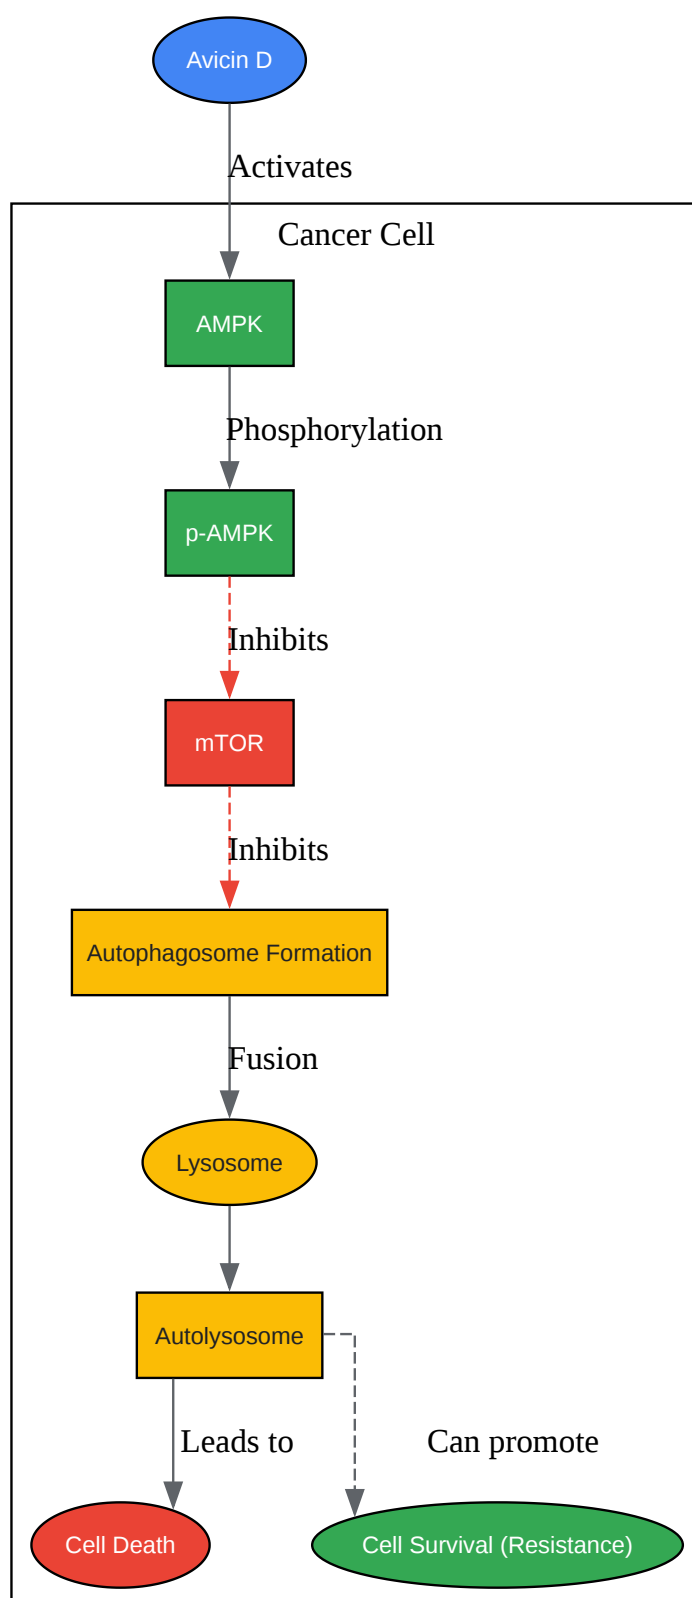 Avicin D
Activates
Cancer Cell
AMPK
Phosphorylation
p-AMPK
Inhibits
mTOR
Inhibits
Autophagosome Formation
Fusion
Lysosome
Autolysosome
Leads to
Can promote
Cell Death
Cell Survival (Resistance)